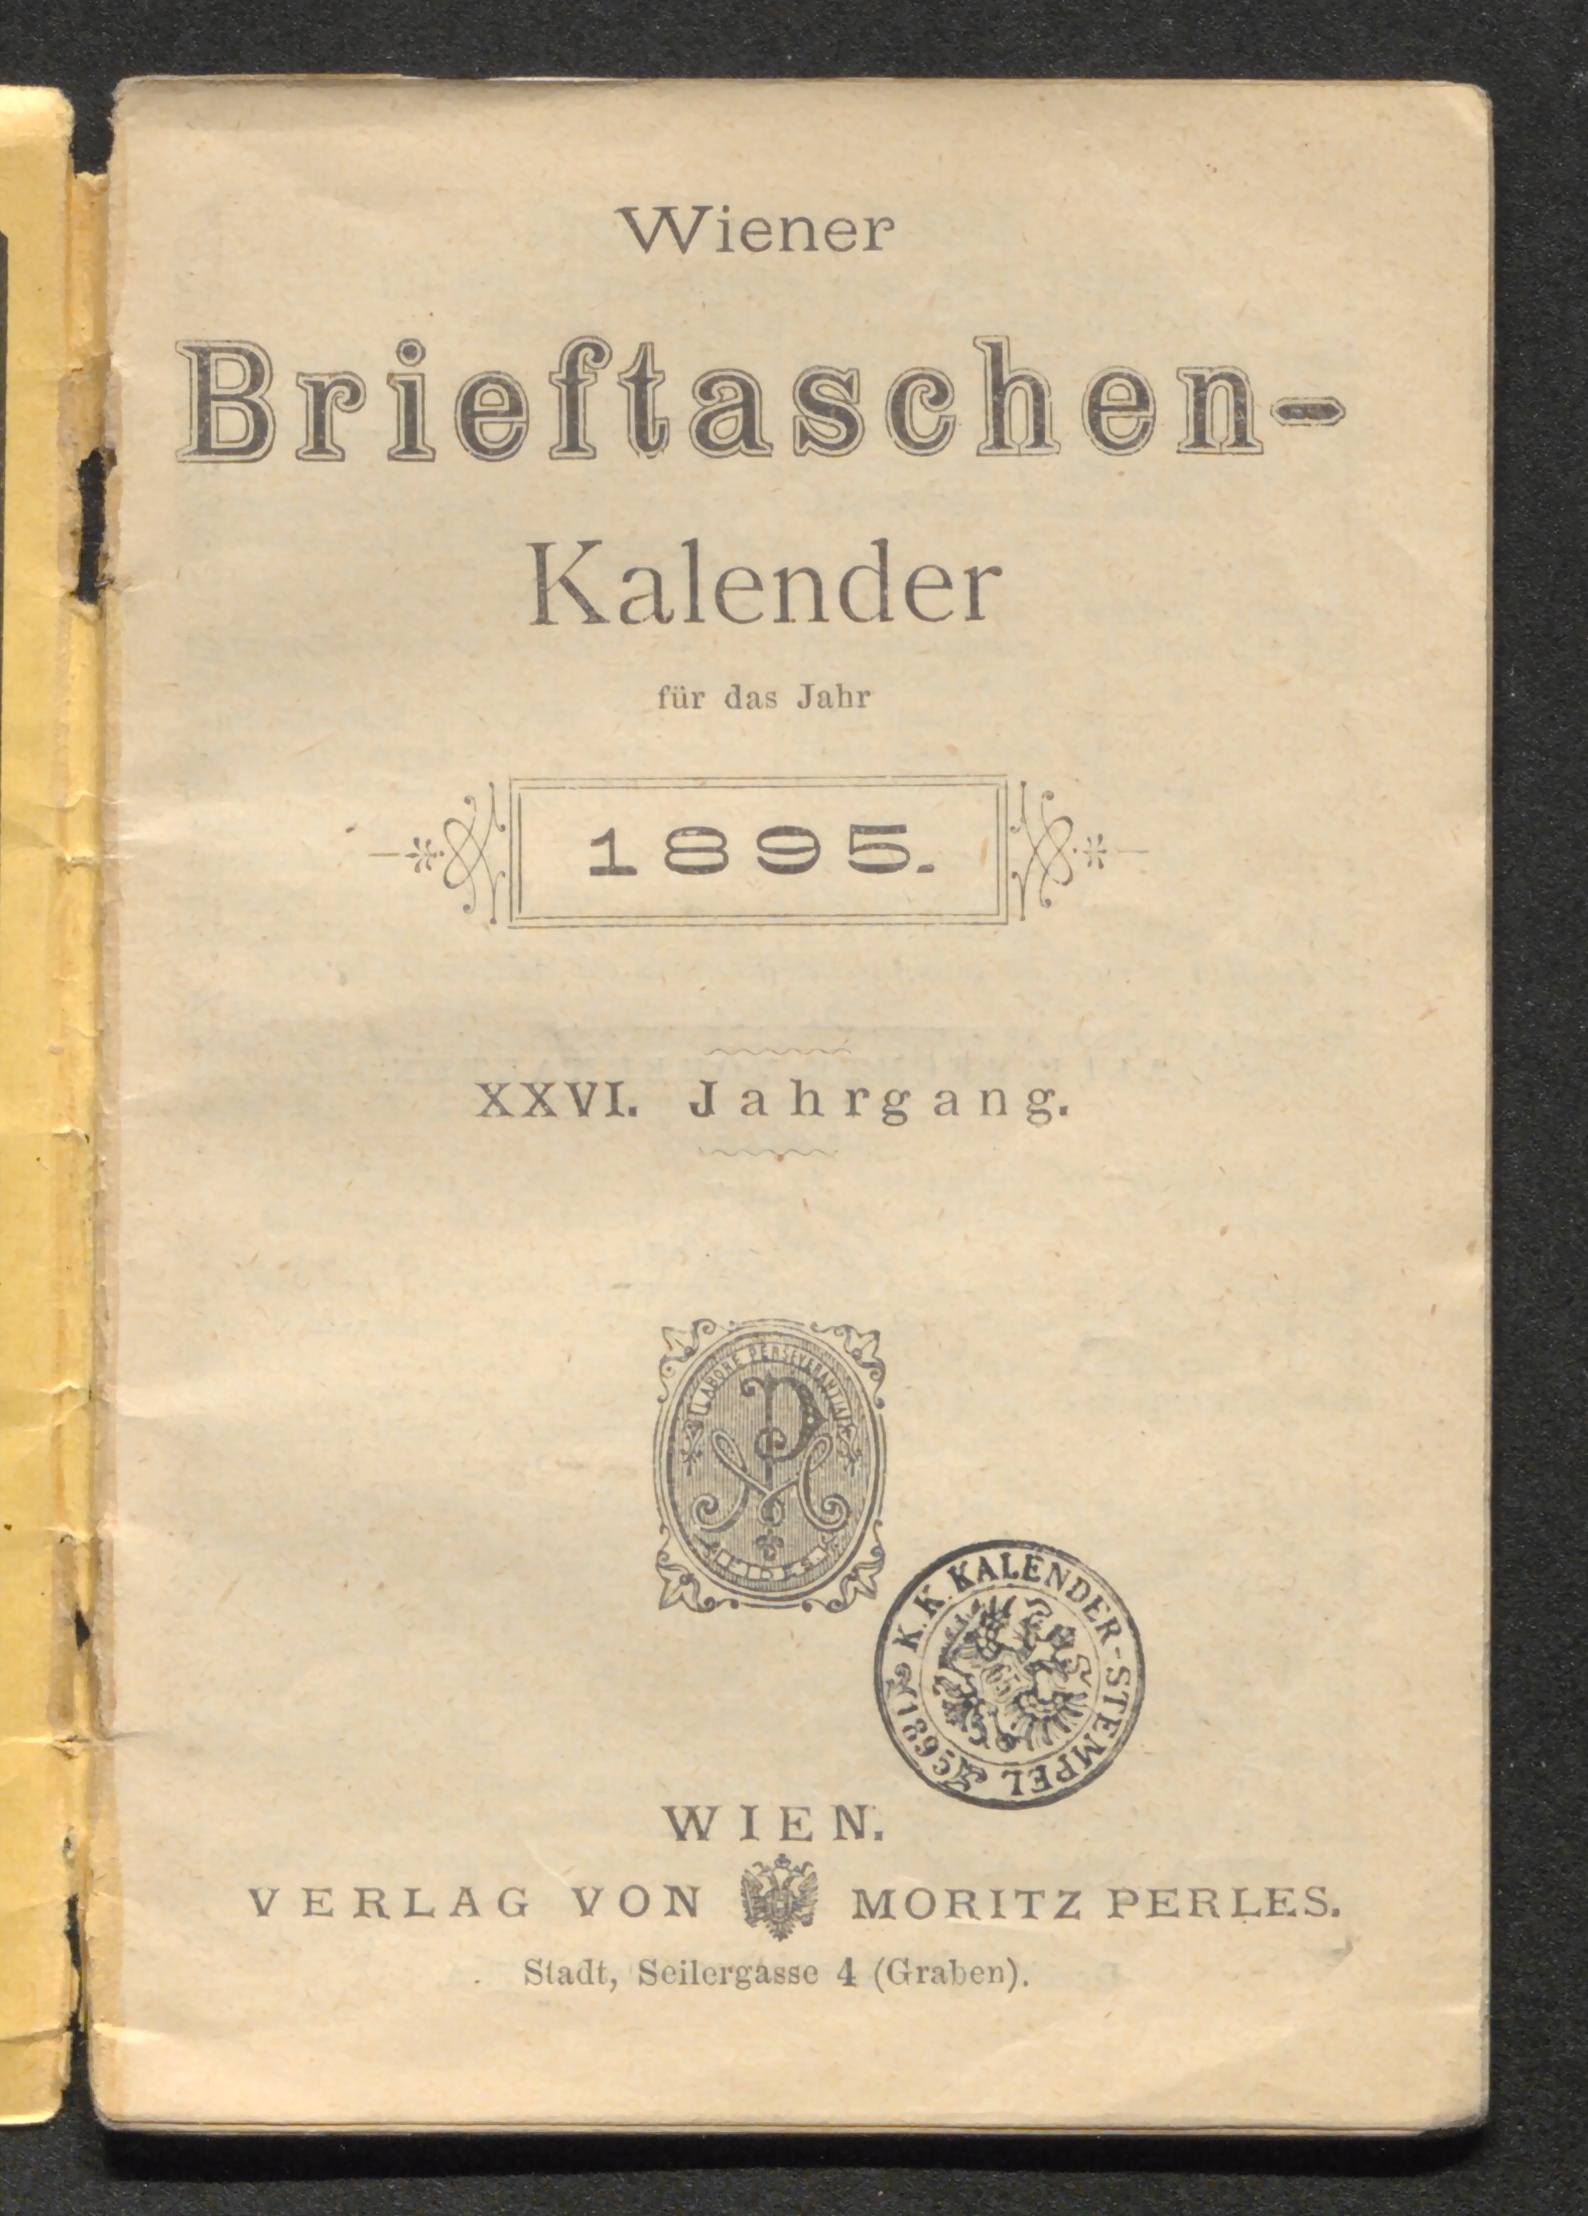 Wiener
Brieftaschen-
Kalender
für das Jahr
1895.
XXVI. Jahrgang.
LABORE PERSEVERANTIA
P M
FIDES
K. K. KALENDER-STEMPEL
1895
WIEN.
VERLAG VON MORITZ PERLES.
Stadt, Seilergasse 4 (Graben).